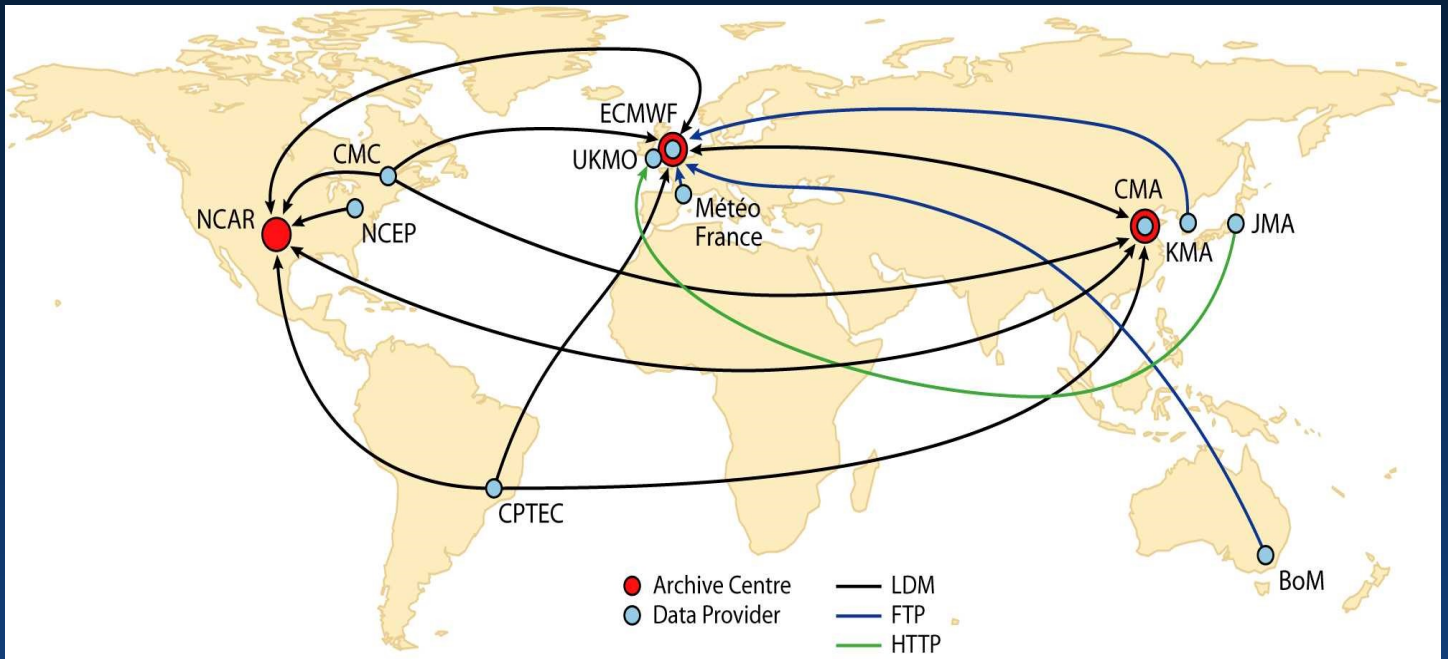 ECMWF
CMC
UKMO
CMA
Météo
France
NCAR
NCEP
KMA
JMA
CPTEC
BoM
Archive Centre
Data Provider
LDM
FTP
HTTP